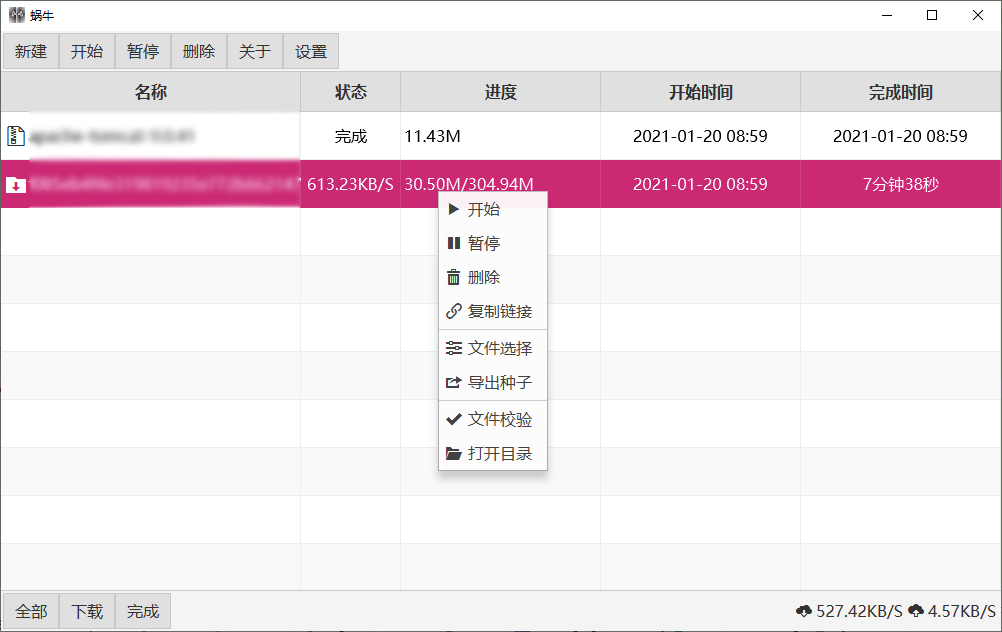 蜗牛
新建 开始 暂停 删除 关于 设置
名称 状态 进度 开始时间 完成时间
完成 11.43M 2021-01-20 08:59 2021-01-20 08:59
613.23KB/S 30.50M/304.94M 2021-01-20 08:59 7分钟38秒
开始
暂停
删除
复制链接
文件选择
导出种子
文件校验
打开目录
全部 下载 完成 527.42KB/S 4.57KB/S